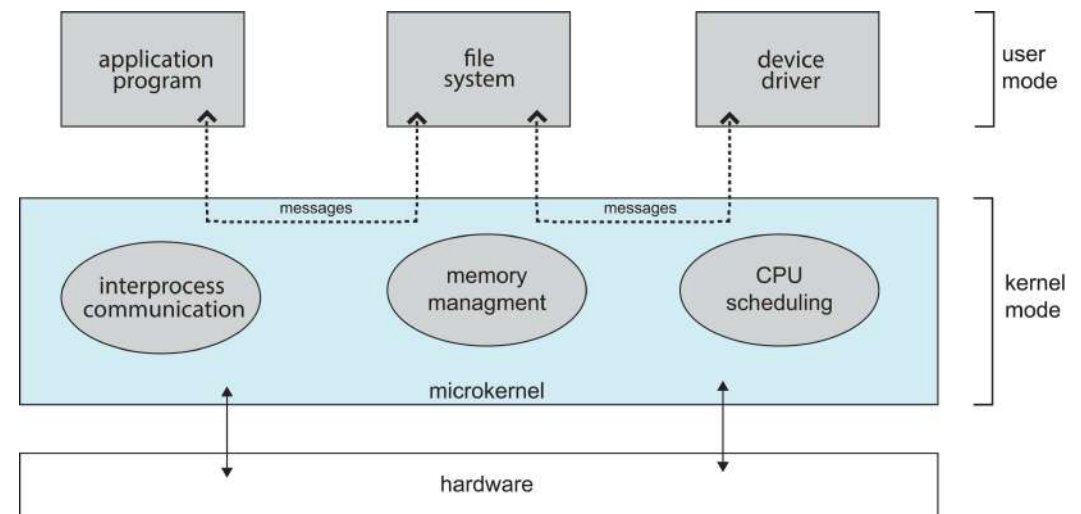 application
program
file
system
device
driver
user
mode
messages
messages
interprocess
communication
memory
managment
CPU
scheduling
kernel
mode
microkernel
hardware